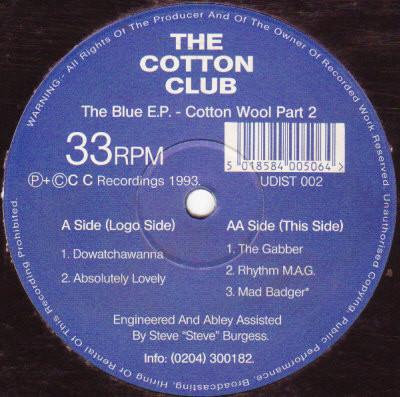 WARNING:- All Rights Of The Producer And Of The Owner Of Recorded Work Reserved. Unauthorised Copying, Public Performance, Broadcasting, Hiring Or Rental Of This Recording Prohibited.
THE
COTTON
CLUB
The Blue E.P. - Cotton Wool Part 2
33RPM
5 018584 005064 >
℗+©C C Recordings 1993.
UDIST 002
A Side (Logo Side)
1. Dowatchawanna
2. Absolutely Lovely
AA Side (This Side)
1. The Gabber
2. Rhythm M.A.G.
3. Mad Badger*
Engineered And Abley Assisted
By Steve "Steve" Burgess.
Info: (0204) 300182.